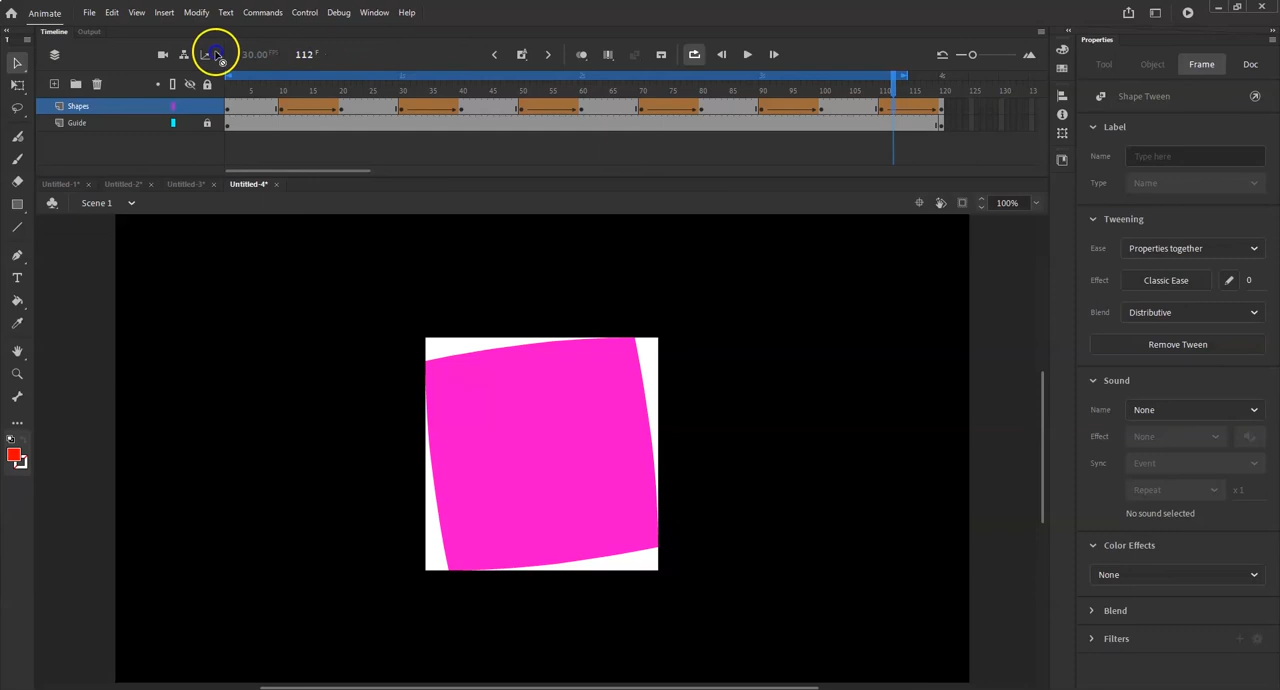 Animate File Edit View Insert Modify Text Commands Control Debug Window Help
Timeline Output
30.00 FPS 112 F
1s 2s 3s 4s
5 10 15 20 25 30 35 40 45 50 55 60 65 70 75 80 85 90 95 100 105 110 115 120 125 130 13
Shapes
Guide
Untitled-1* × Untitled-2* × Untitled-3* × Untitled-4* ×
Scene 1 100%
T
Properties
Tool Object Frame Doc
Shape Tween
Label
Name Type here
Type Name
Tweening
Ease Properties together
Effect Classic Ease 0
Blend Distributive
Remove Tween
Sound
Name None
Effect None
Sync Event
Repeat x 1
No sound selected
Color Effects
None
Blend
Filters